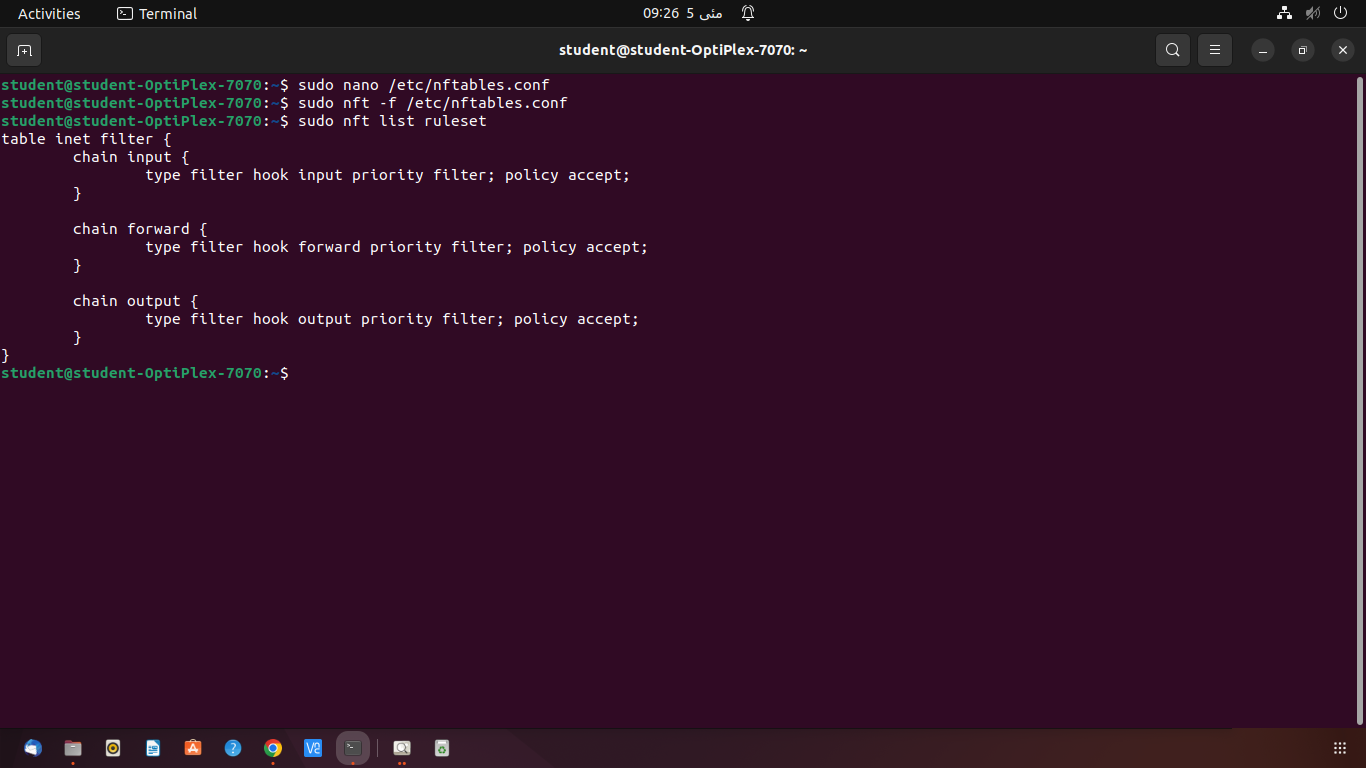 Activities
Terminal
09:26 5 مئی
student@student-OptiPlex-7070: ~
student@student-OptiPlex-7070:~$ sudo nano /etc/nftables.conf
student@student-OptiPlex-7070:~$ sudo nft -f /etc/nftables.conf
student@student-OptiPlex-7070:~$ sudo nft list ruleset
table inet filter {
        chain input {
                type filter hook input priority filter; policy accept;
        }

        chain forward {
                type filter hook forward priority filter; policy accept;
        }

        chain output {
                type filter hook output priority filter; policy accept;
        }
}
student@student-OptiPlex-7070:~$